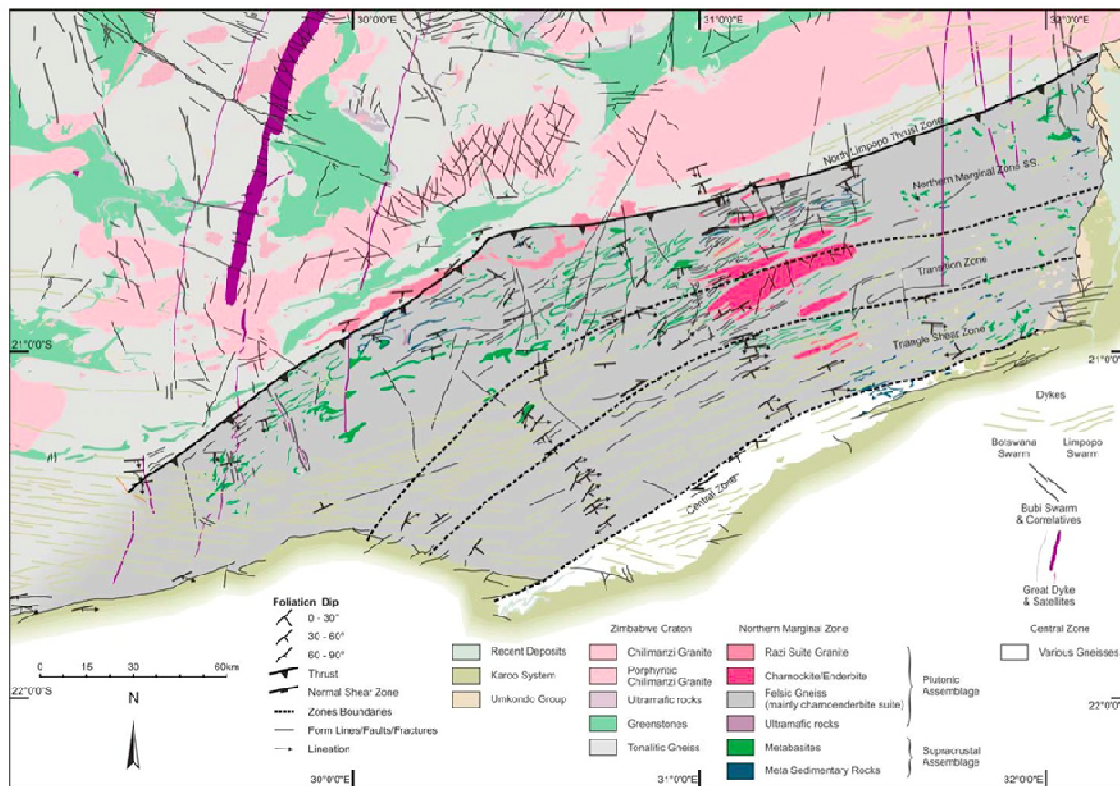 30°0'0"E
31°0'0"E
32°0'0"E
North Limpopo Thrust Zone
Northern Marginal Zone SS.
Transition Zone
Triangle Shear Zone
21°0'0"S
21°0'0"
Central Zone
Dykes
Botswana Swarm
Limpopo Swarm
Bubi Swarm
& Correlatives
Great Dyke
& Satellites
Foliation Dip
0 - 30°
30 - 60°
60 - 90°
Thrust
Normal Shear Zone
Zones Boundaries
Form Lines/Faults/Fractures
Lineation
0 15 30 60km
N
22°0'0"S
22°0'0"
Recent Deposits
Karoo System
Umkondo Group
Zimbabwe Craton
Chilimanzi Granite
Porphyritic
Chilimanzi Granite
Ultramafic rocks
Greenstones
Tonalitic Gneiss
Northern Marginal Zone
Razi Suite Granite
Charnockite/Enderbite
Felsic Gneiss
(mainly charnoenderbite suite)
Ultramafic rocks
Metabasites
Meta Sedimentary Rocks
Plutonic
Assemblage
Supracrustal
Assemblage
Central Zone
Various Gneisses
30°0'0"E
31°0'0"E
32°0'0"E